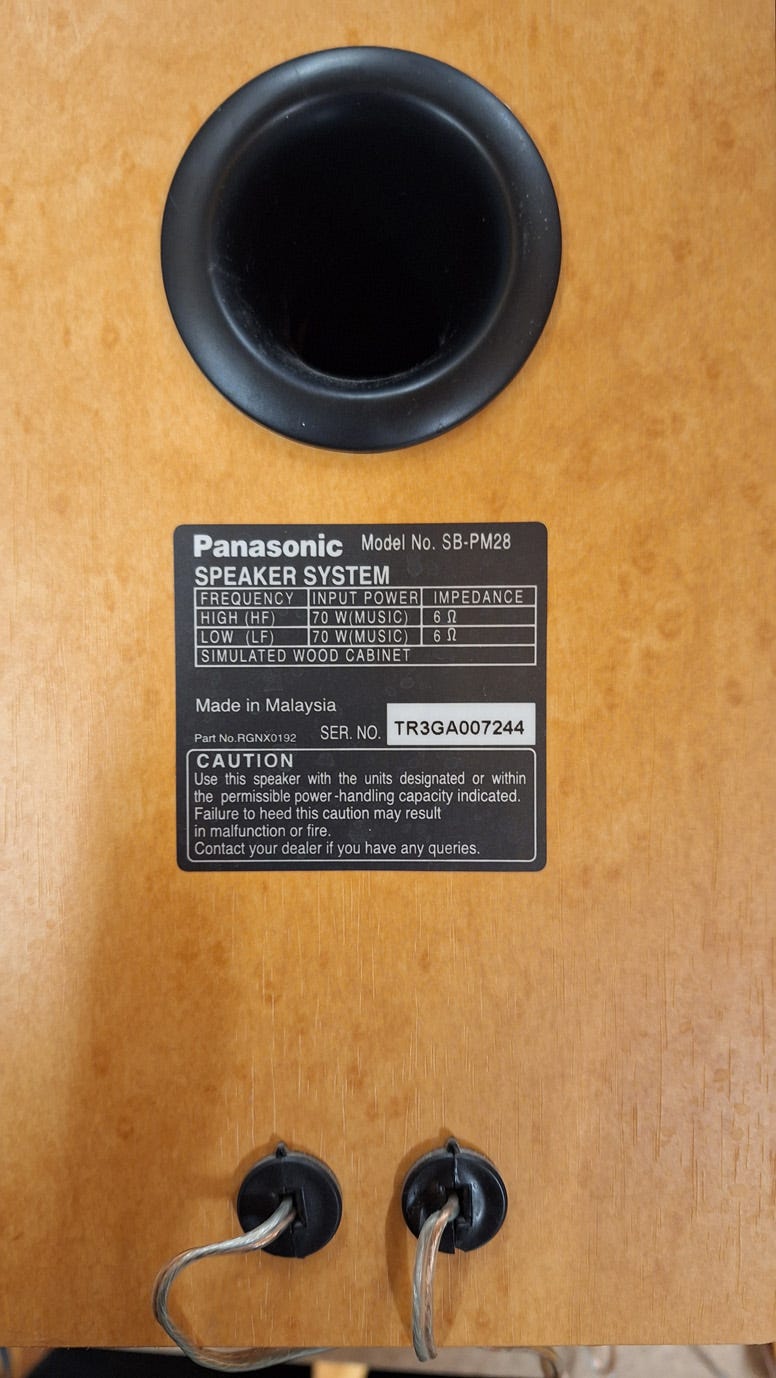 Panasonic Model No. SB-PM28
SPEAKER SYSTEM
FREQUENCY INPUT POWER IMPEDANCE
HIGH (HF) 70 W(MUSIC) 6 Ω
LOW (LF) 70 W(MUSIC) 6 Ω
SIMULATED WOOD CABINET
Made in Malaysia
Part No.RGNX0192 SER. NO. TR3GA007244
CAUTION
Use this speaker with the units designated or within
the permissible power-handling capacity indicated.
Failure to heed this caution may result
in malfunction or fire.
Contact your dealer if you have any queries.